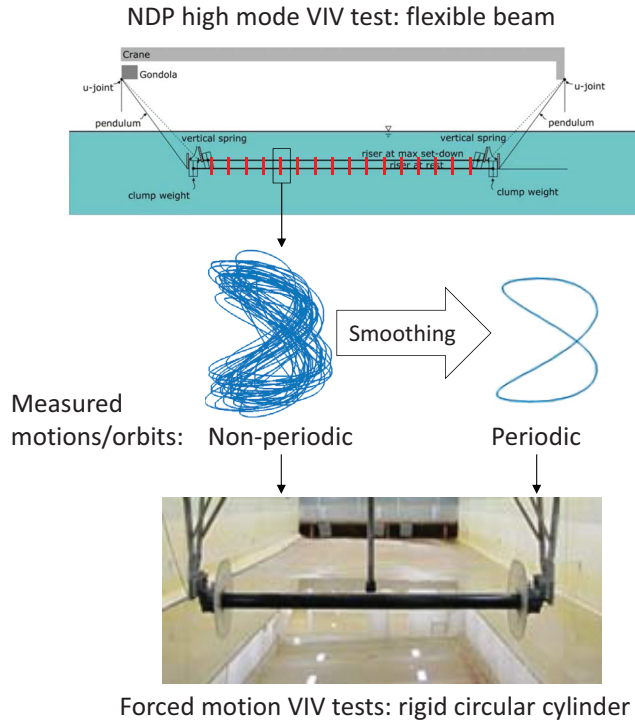 NDP high mode VIV test: flexible beam
Crane
Gondola
u-joint
u-joint
pendulum
pendulum
vertical spring
vertical spring
riser at max set-down
riser at rest
clump weight
clump weight
Smoothing
Measured
motions/orbits: Non-periodic Periodic
Forced motion VIV tests: rigid circular cylinder